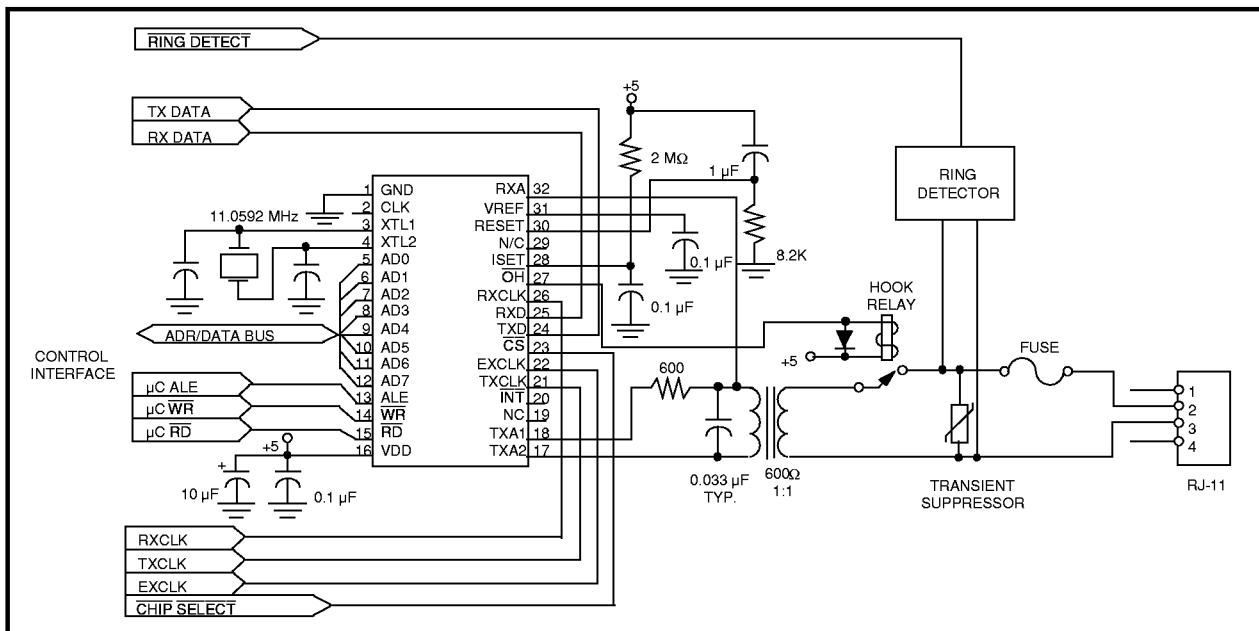 RING DETECT
TX DATA
RX DATA
+5
2 MΩ
1 µF
8.2K
0.1 µF
0.1 µF
RING
DETECTOR
11.0592 MHz
1 GND
2 CLK
3 XTL1
4 XTL2
5 AD0
6 AD1
7 AD2
8 AD3
9 AD4
10 AD5
11 AD6
12 AD7
13 ALE
14 WR
15 RD
16 VDD
RXA 32
VREF 31
RESET 30
N/C 29
ISET 28
OH 27
RXCLK 26
RXD 25
TXD 24
CS 23
EXCLK 22
TXCLK 21
INT 20
NC 19
TXA1 18
TXA2 17
ADR/DATA BUS
CONTROL
INTERFACE
µC ALE
µC WR
µC RD
+5
+
10 µF
0.1 µF
HOOK
RELAY
+5
600
0.033 µF
TYP.
600Ω
1:1
FUSE
TRANSIENT
SUPPRESSOR
1
2
3
4
RJ-11
RXCLK
TXCLK
EXCLK
CHIP SELECT